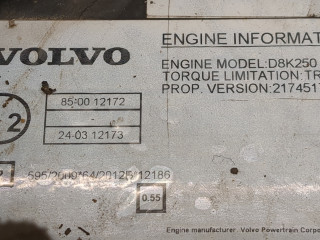 VOLVO
ENGINE INFORMAT
ENGINE MODEL:D8K250
TORQUE LIMITATION: TR
PROP. VERSION:2174517
2
85-00 12172
-
24-03 12173
595/2009*64/2012E*12186
0.55
Engine manufacturer. Volvo Powertrain Corpor